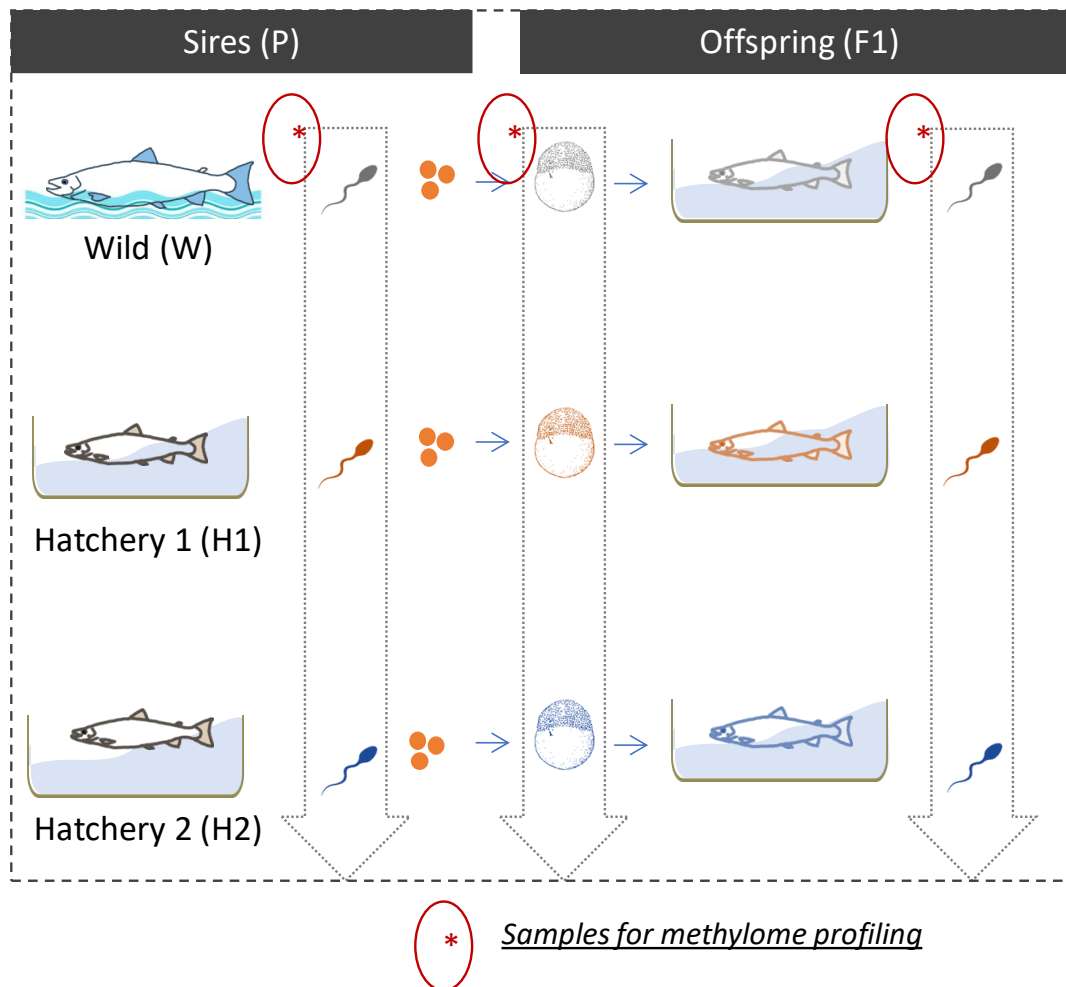 Sires (P)
Offspring (F1)
*
*
*
Wild (W)
Hatchery 1 (H1)
Hatchery 2 (H2)
*
Samples for methylome profiling